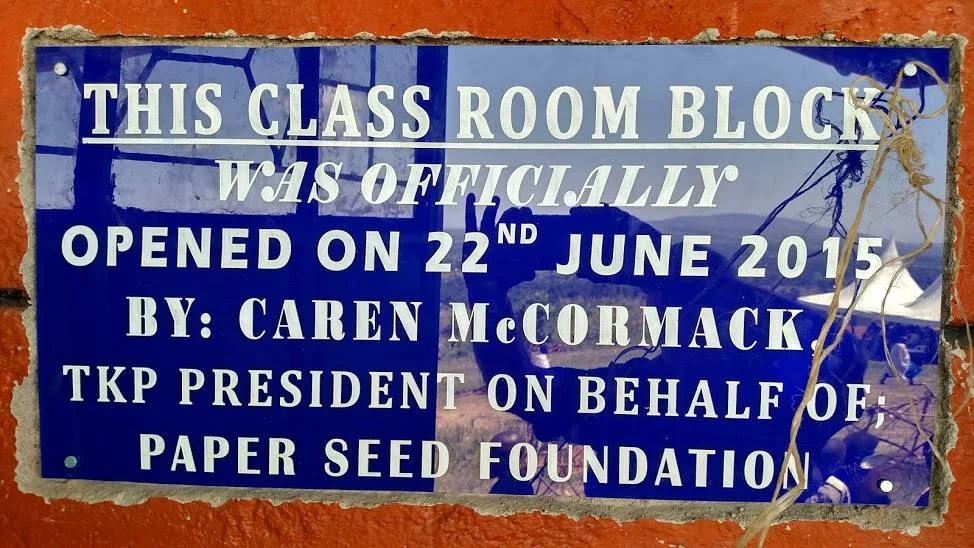 THIS CLASS ROOM BLOCK
WAS OFFICIALLY
OPENED ON 22ND JUNE 2015
BY: CAREN McCORMACK.
TKP PRESIDENT ON BEHALF OF;
PAPER SEED FOUNDATION